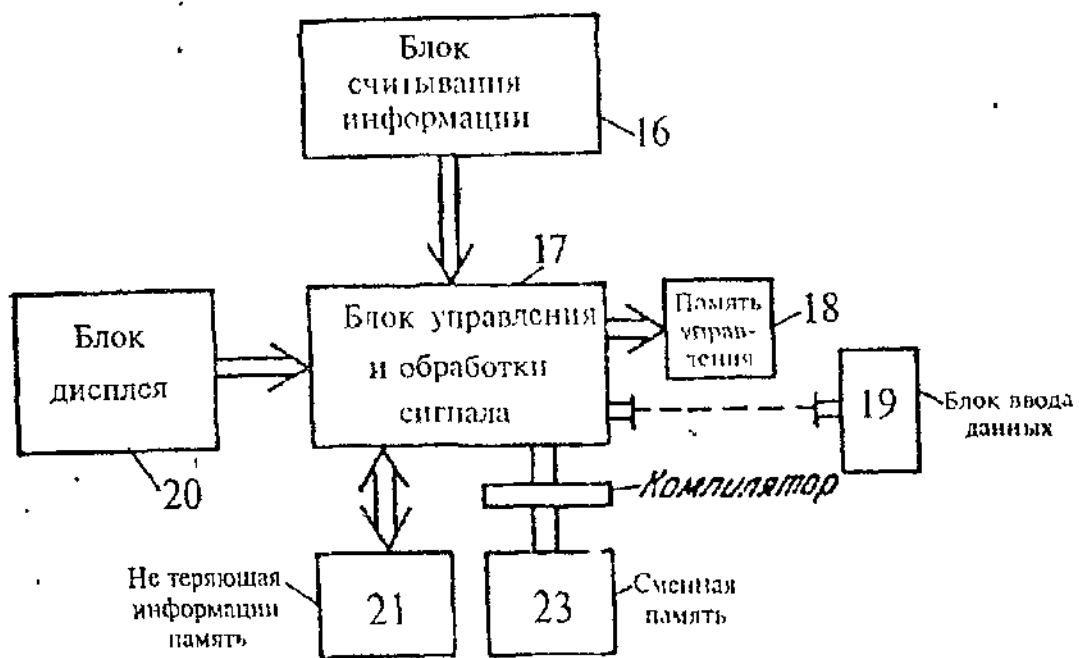 Блок
считывания
информации
16
17
Блок управления
и обработки
сигнала
Память
управ-
ления
18
Блок
дисплея
20
19
Блок ввода
данных
Компилятор
Не теряющая
информации
память
21
23
Сменная
память